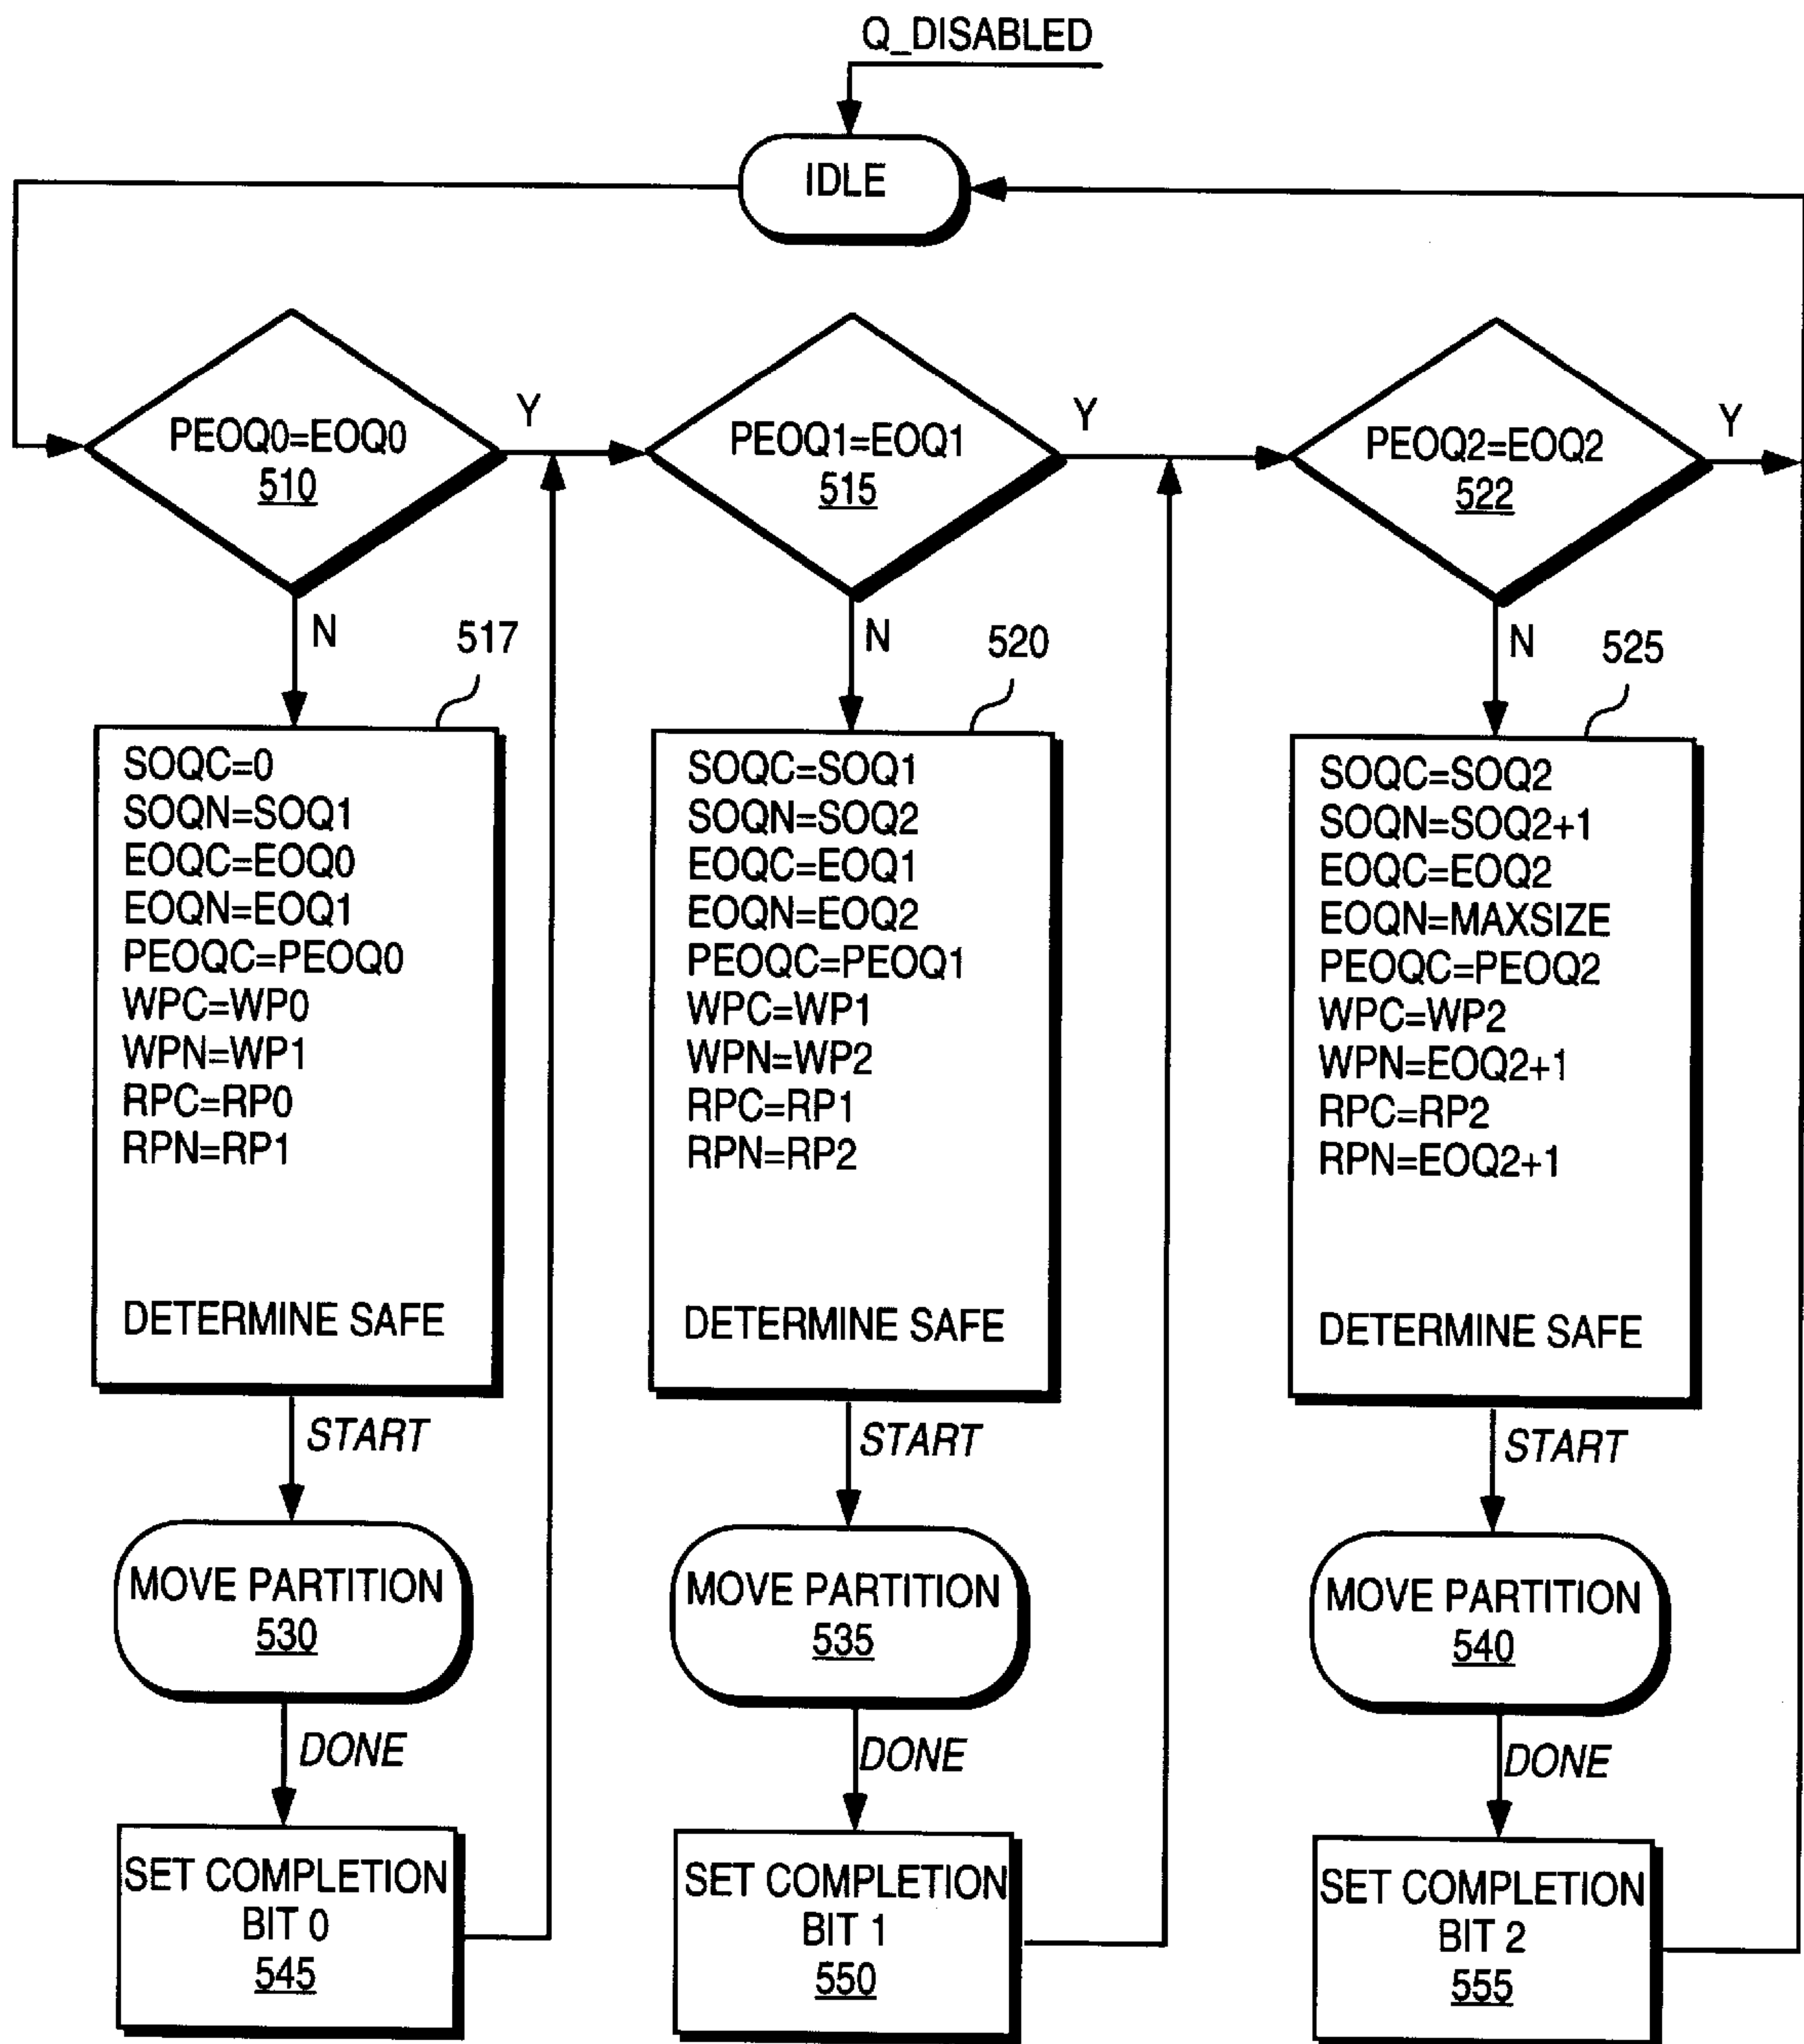 Q_DISABLED
IDLE
PEOQ0=EOQ0
510
Y
N
PEOQ1=EOQ1
515
Y
N
PEOQ2=EOQ2
522
Y
N
517
SOQC=0
SOQN=SOQ1
EOQC=EOQ0
EOQN=EOQ1
PEOQC=PEOQ0
WPC=WP0
WPN=WP1
RPC=RP0
RPN=RP1
DETERMINE SAFE
START
MOVE PARTITION
530
DONE
SET COMPLETION
BIT 0
545
520
SOQC=SOQ1
SOQN=SOQ2
EOQC=EOQ1
EOQN=EOQ2
PEOQC=PEOQ1
WPC=WP1
WPN=WP2
RPC=RP1
RPN=RP2
DETERMINE SAFE
START
MOVE PARTITION
535
DONE
SET COMPLETION
BIT 1
550
525
SOQC=SOQ2
SOQN=SOQ2+1
EOQC=EOQ2
EOQN=MAXSIZE
PEOQC=PEOQ2
WPC=WP2
WPN=EOQ2+1
RPC=RP2
RPN=EOQ2+1
DETERMINE SAFE
START
MOVE PARTITION
540
DONE
SET COMPLETION
BIT 2
555